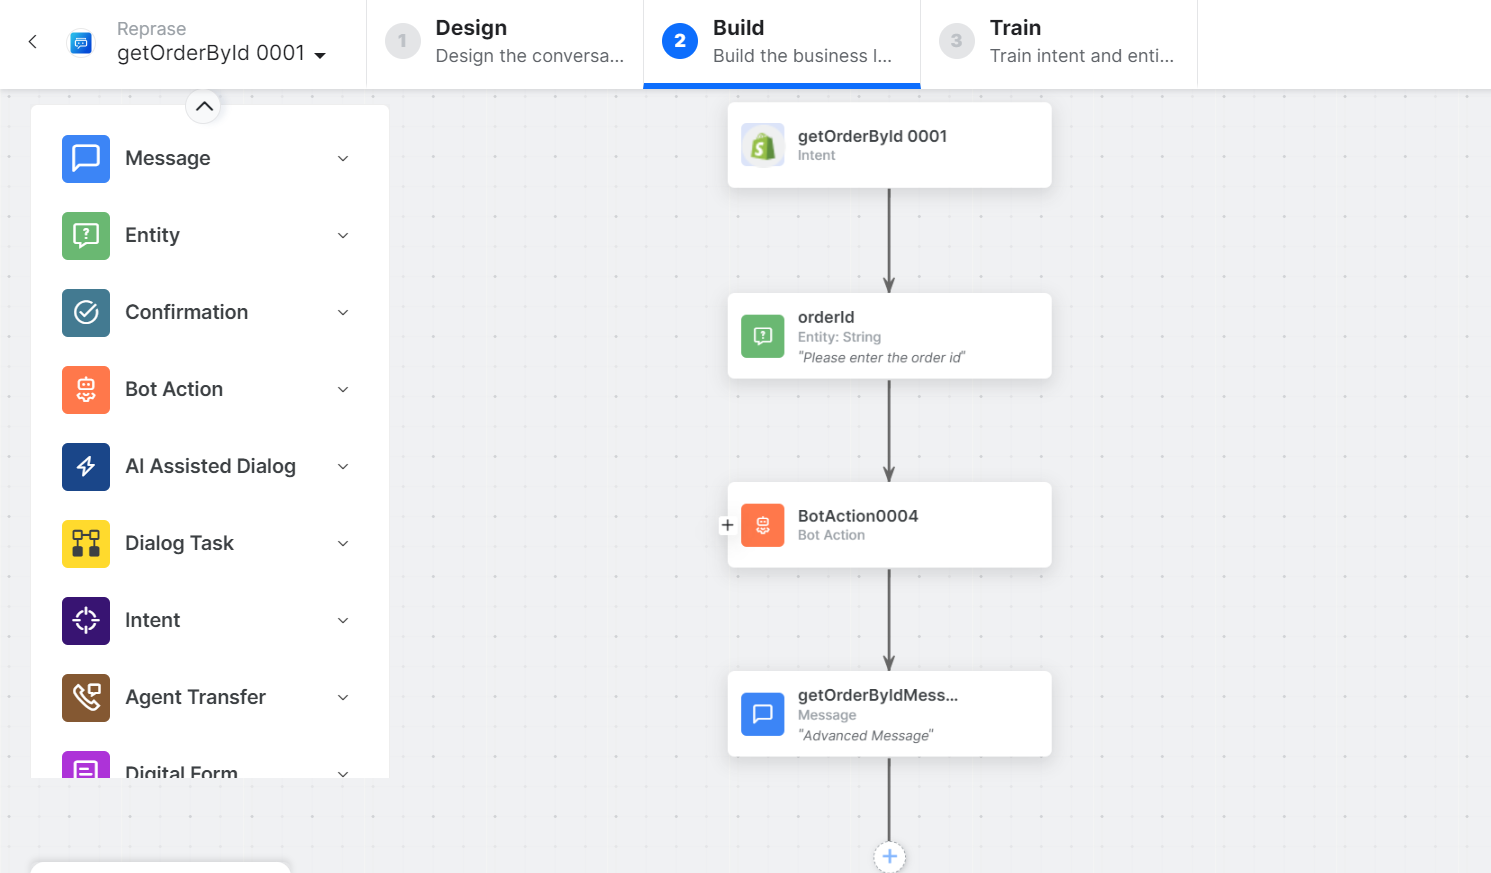 Reprase
getOrderById 0001
1
Design
Design the conversa...
2
Build
Build the business l...
3
Train
Train intent and enti...
Message
Entity
Confirmation
Bot Action
AI Assisted Dialog
Dialog Task
Intent
Agent Transfer
Digital Form
getOrderById 0001
Intent
orderId
Entity: String
"Please enter the order id"
BotAction0004
Bot Action
getOrderByIdMess...
Message
"Advanced Message"